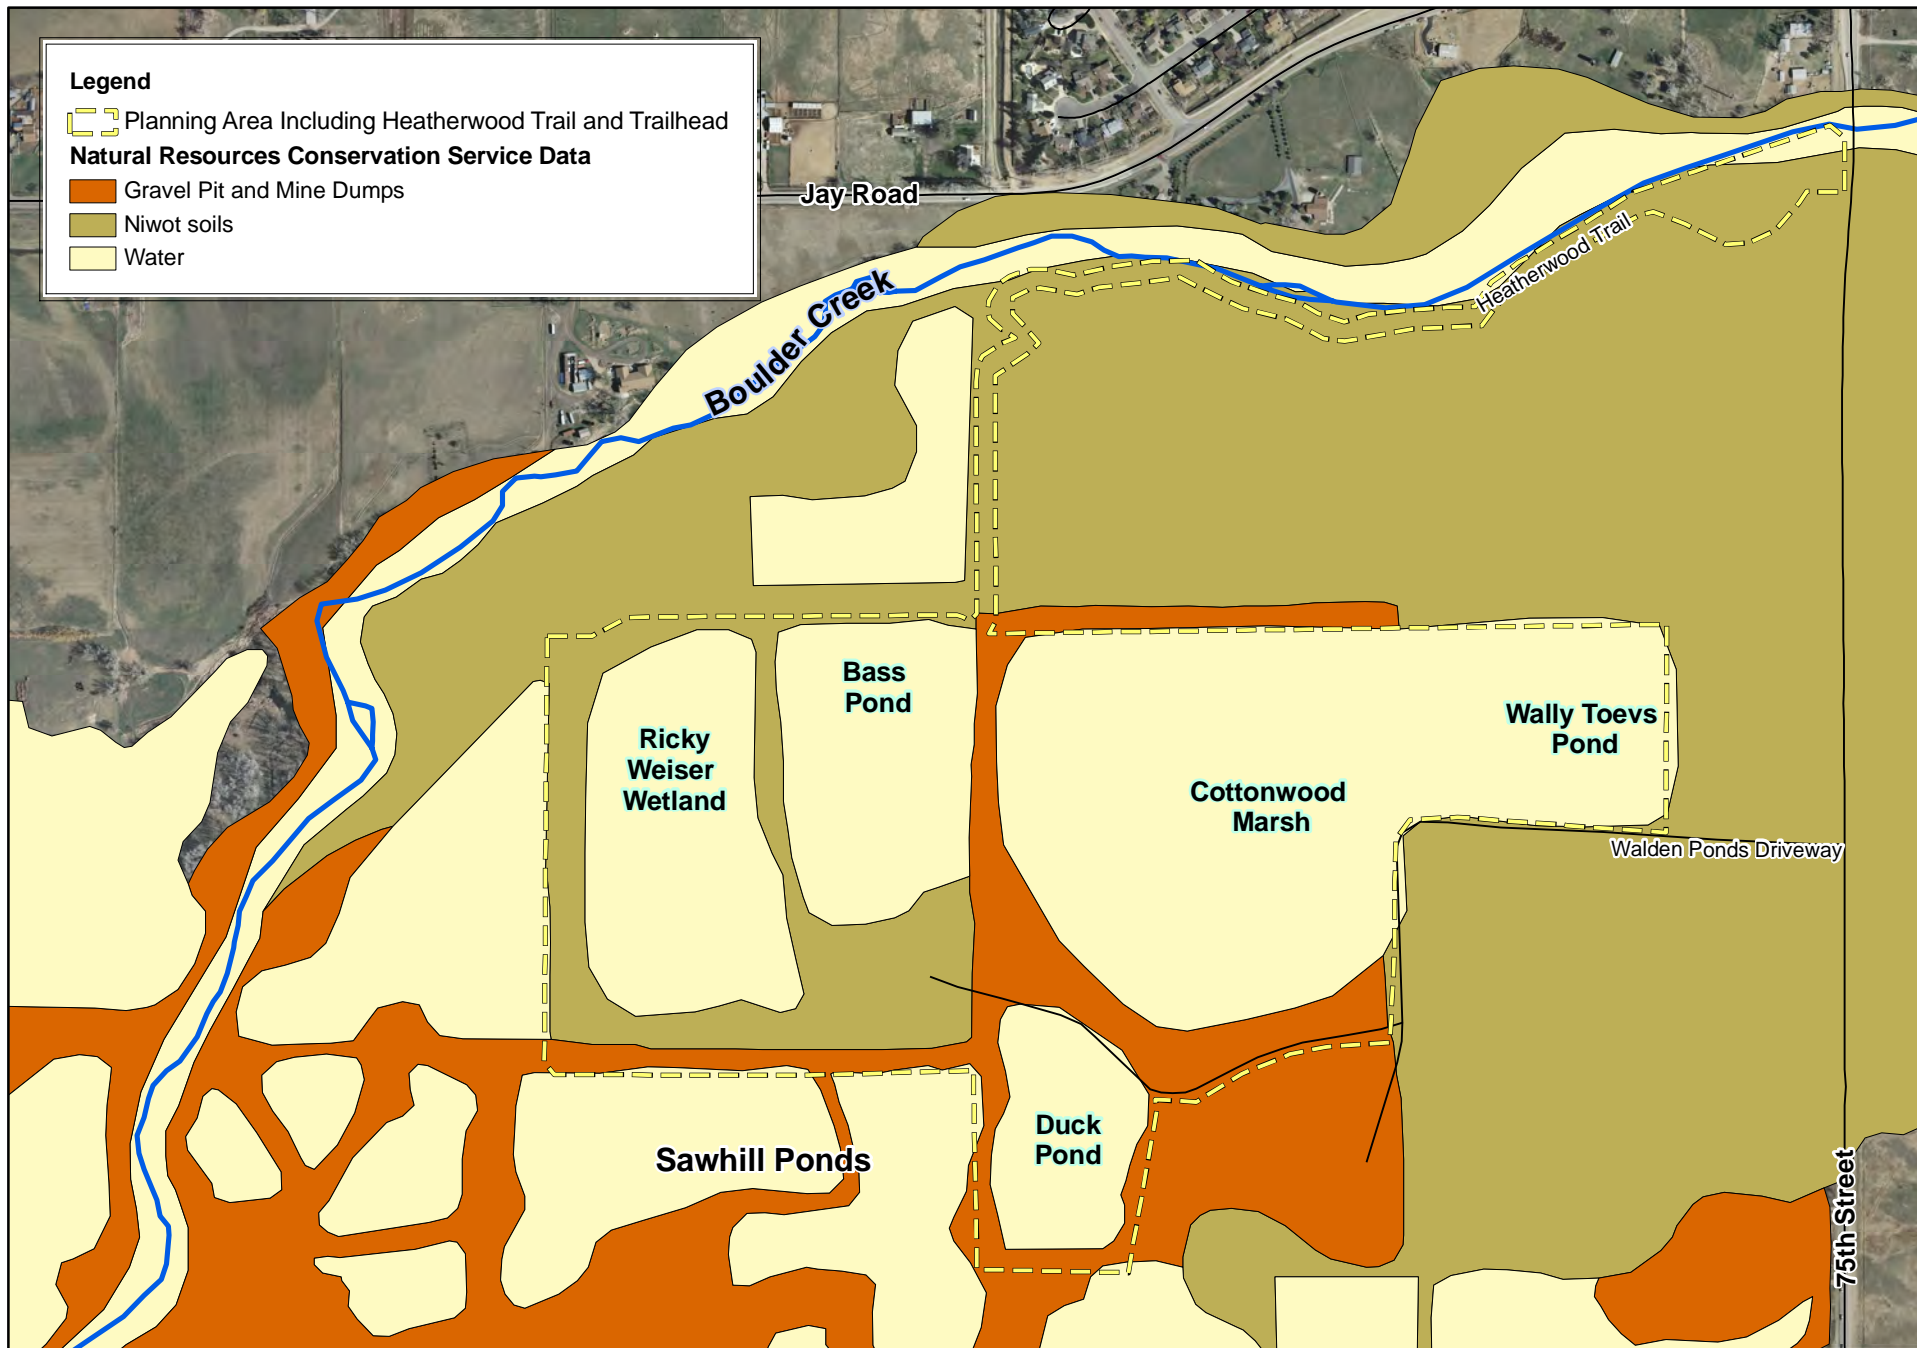 Legend
Planning Area Including Heatherwood Trail and Trailhead
Natural Resources Conservation Service Data
Gravel Pit and Mine Dumps
Niwot soils
Water
Jay Road
Heatherwood Trail
Boulder Creek
Bass
Pond
Ricky
Weiser
Wetland
Wally Toevs
Pond
Cottonwood
Marsh
Walden Ponds Driveway
Duck
Pond
Sawhill Ponds
75th Street